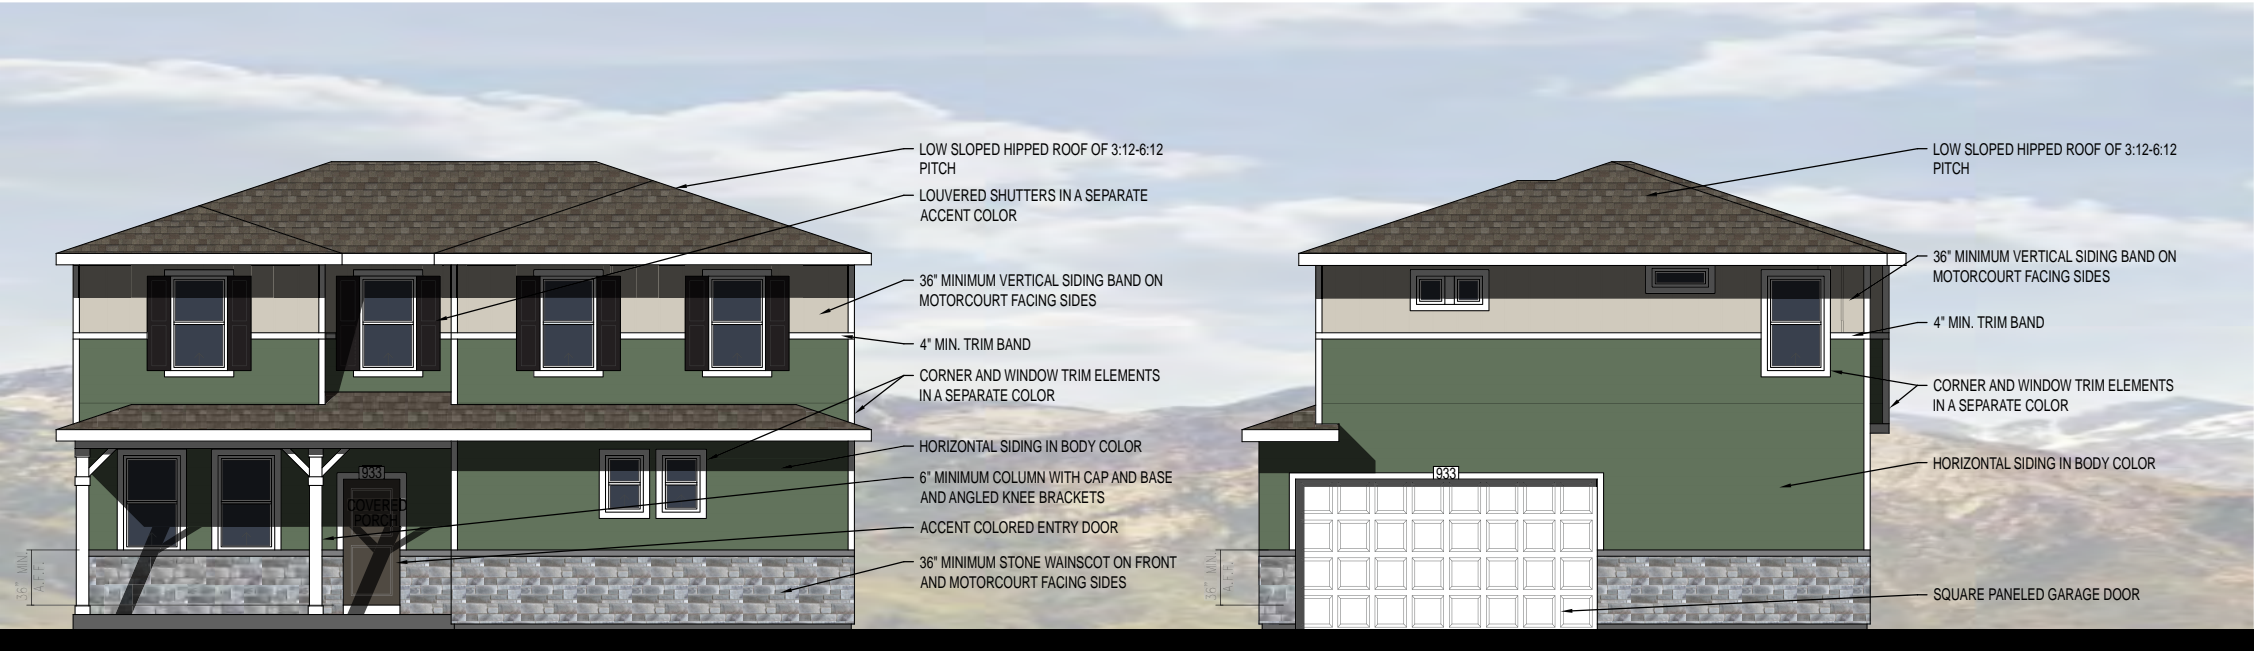 LOW SLOPED HIPPED ROOF OF 3:12-6:12
PITCH
LOUVERED SHUTTERS IN A SEPARATE
ACCENT COLOR
36" MINIMUM VERTICAL SIDING BAND ON
MOTORCOURT FACING SIDES
4" MIN. TRIM BAND
CORNER AND WINDOW TRIM ELEMENTS
IN A SEPARATE COLOR
HORIZONTAL SIDING IN BODY COLOR
6" MINIMUM COLUMN WITH CAP AND BASE
AND ANGLED KNEE BRACKETS
ACCENT COLORED ENTRY DOOR
36" MINIMUM STONE WAINSCOT ON FRONT
AND MOTORCOURT FACING SIDES
933
COVERED
PORCH
36" MIN.
A.F.F.
LOW SLOPED HIPPED ROOF OF 3:12-6:12
PITCH
36" MINIMUM VERTICAL SIDING BAND ON
MOTORCOURT FACING SIDES
4" MIN. TRIM BAND
CORNER AND WINDOW TRIM ELEMENTS
IN A SEPARATE COLOR
HORIZONTAL SIDING IN BODY COLOR
SQUARE PANELED GARAGE DOOR
933
36" MIN.
A.F.F.